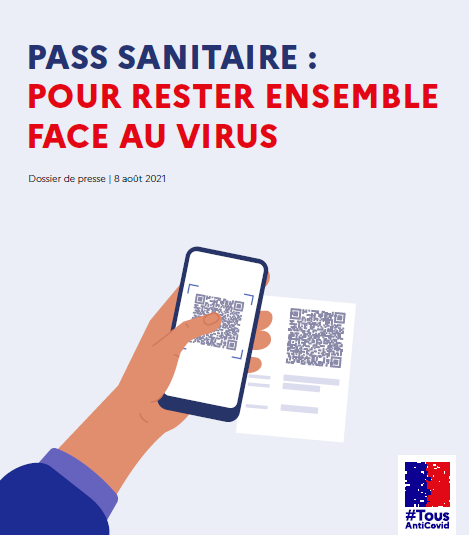 PASS SANITAIRE :
POUR RESTER ENSEMBLE
FACE AU VIRUS
Dossier de presse | 8 août 2021
#Tous
AntiCovid